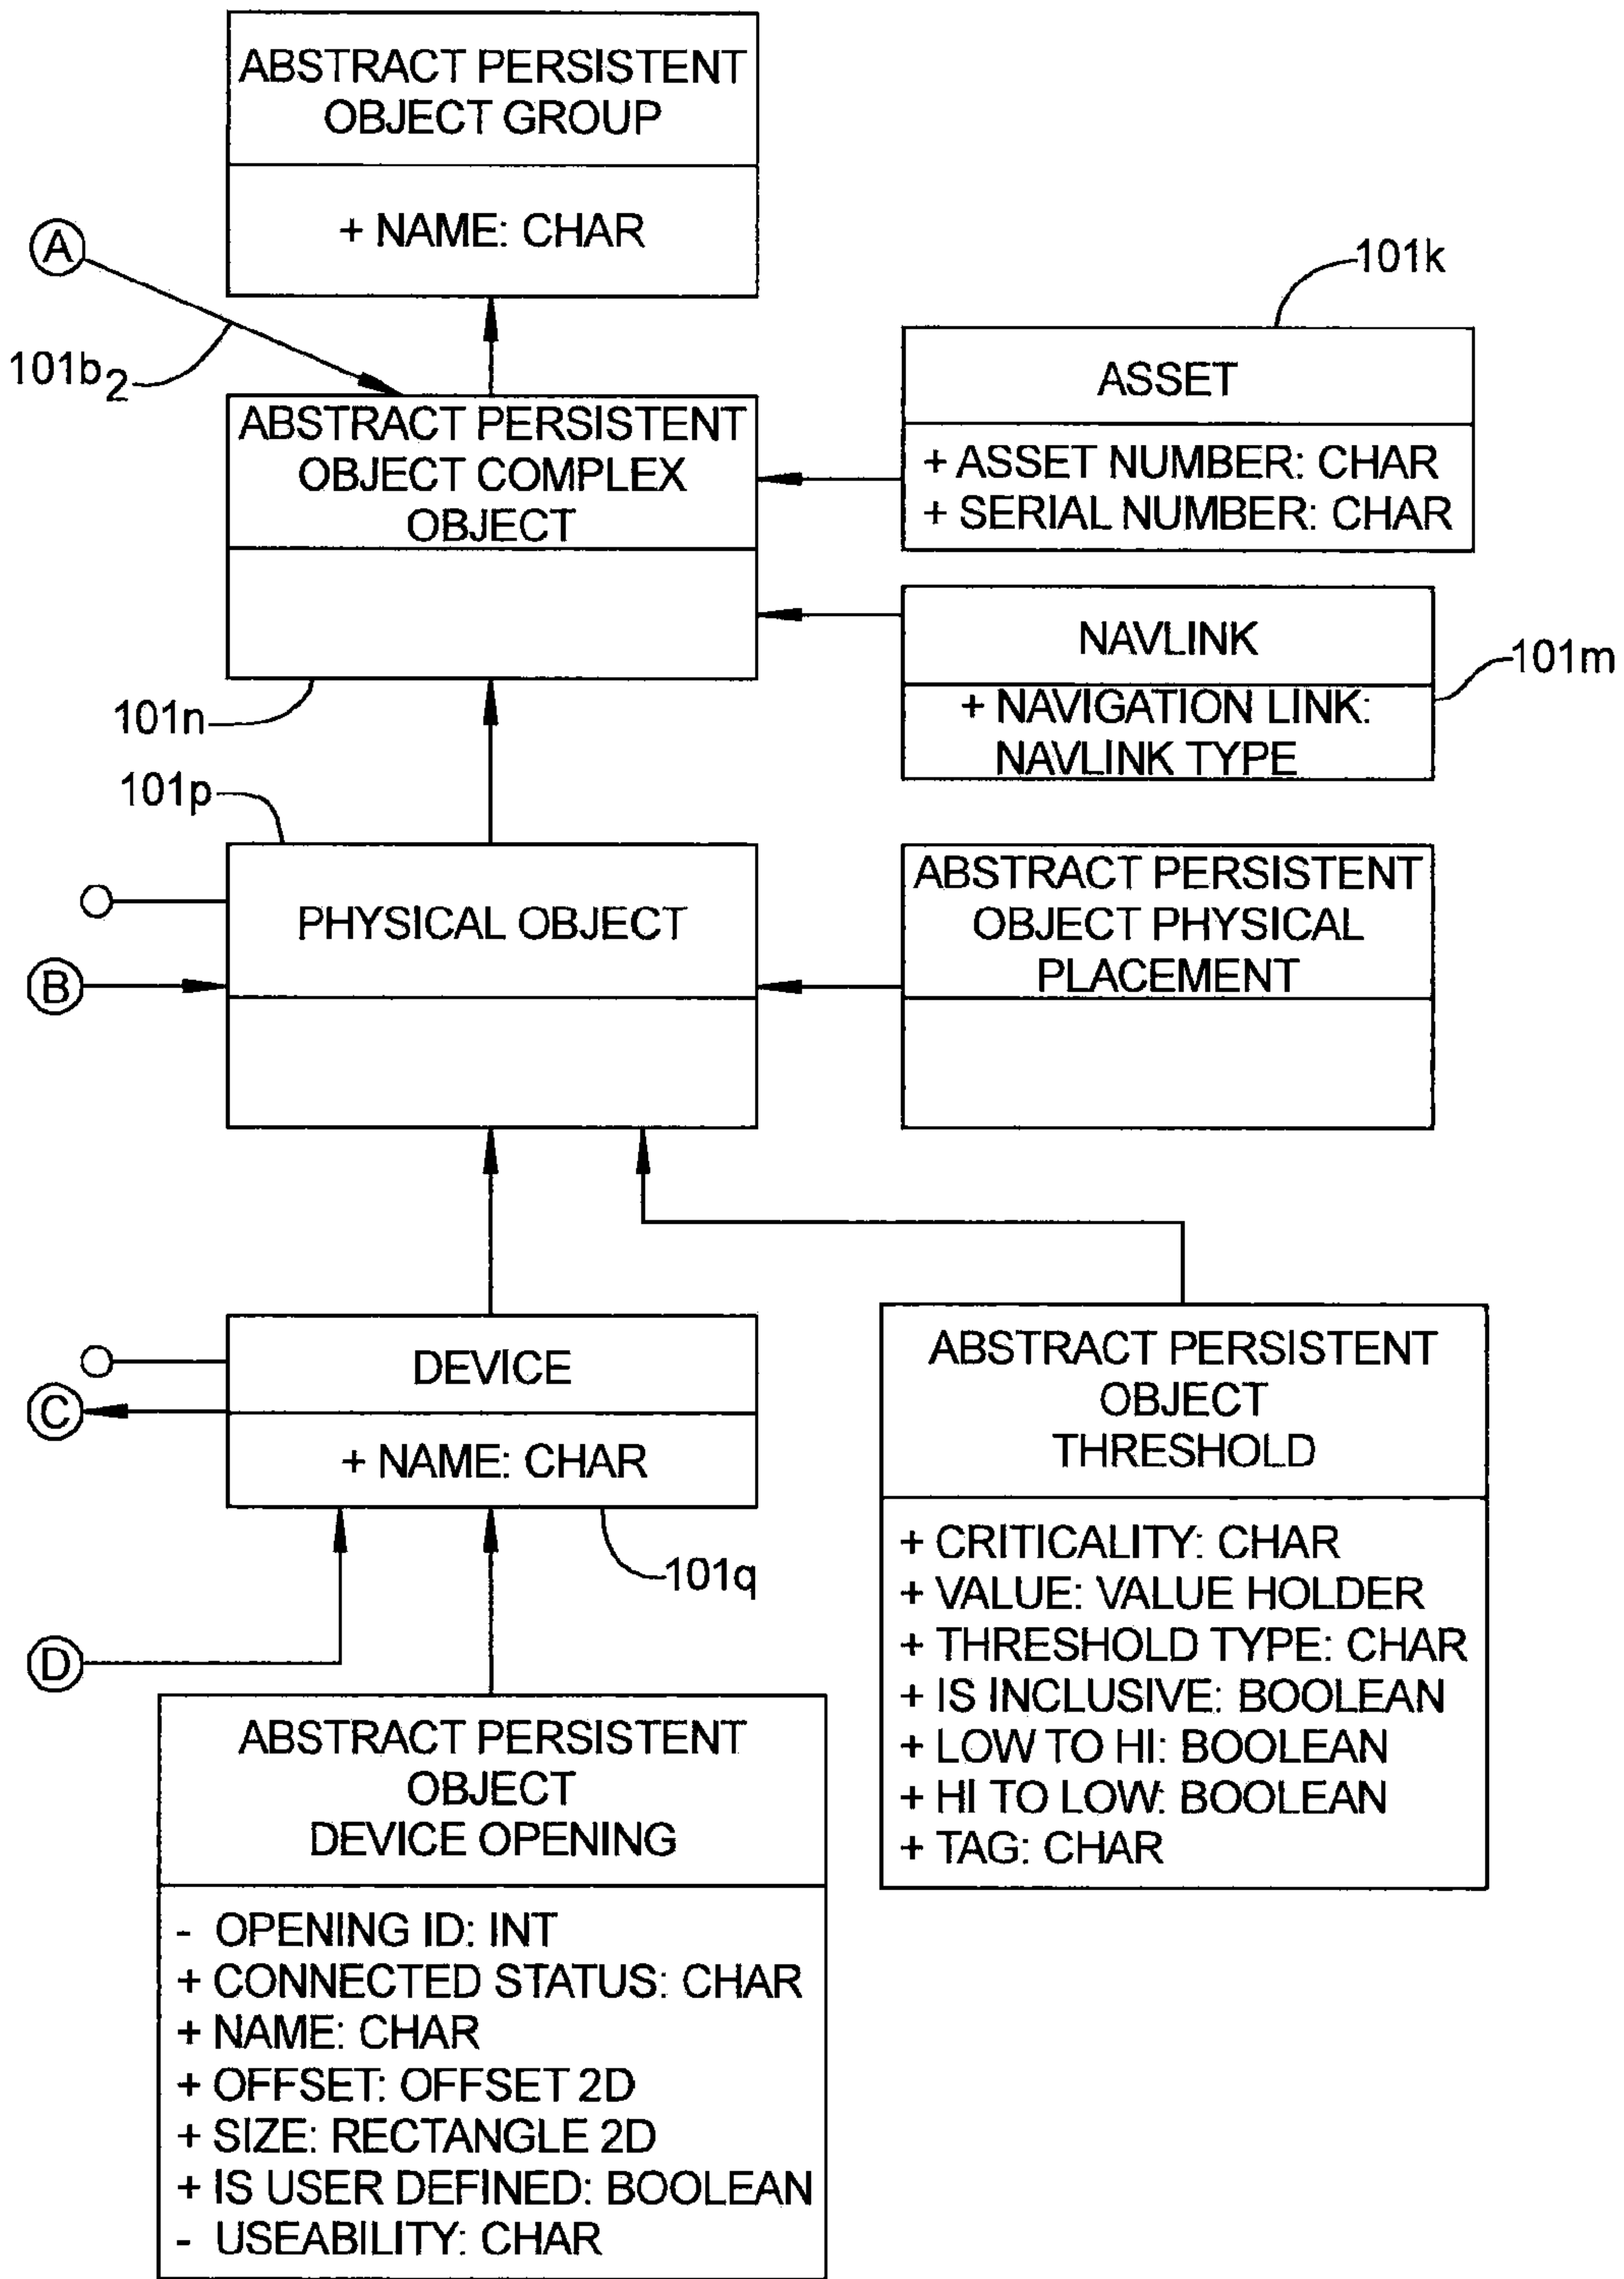 ABSTRACT PERSISTENT
OBJECT GROUP
+ NAME: CHAR
A
101b2
101k
ASSET
+ ASSET NUMBER: CHAR
+ SERIAL NUMBER: CHAR
ABSTRACT PERSISTENT
OBJECT COMPLEX
OBJECT
101n
NAVLINK
+ NAVIGATION LINK:
NAVLINK TYPE
101m
101p
PHYSICAL OBJECT
B
ABSTRACT PERSISTENT
OBJECT PHYSICAL
PLACEMENT
DEVICE
+ NAME: CHAR
C
101q
D
ABSTRACT PERSISTENT
OBJECT
THRESHOLD
+ CRITICALITY: CHAR
+ VALUE: VALUE HOLDER
+ THRESHOLD TYPE: CHAR
+ IS INCLUSIVE: BOOLEAN
+ LOW TO HI: BOOLEAN
+ HI TO LOW: BOOLEAN
+ TAG: CHAR
ABSTRACT PERSISTENT
OBJECT
DEVICE OPENING
- OPENING ID: INT
+ CONNECTED STATUS: CHAR
+ NAME: CHAR
+ OFFSET: OFFSET 2D
+ SIZE: RECTANGLE 2D
+ IS USER DEFINED: BOOLEAN
- USEABILITY: CHAR